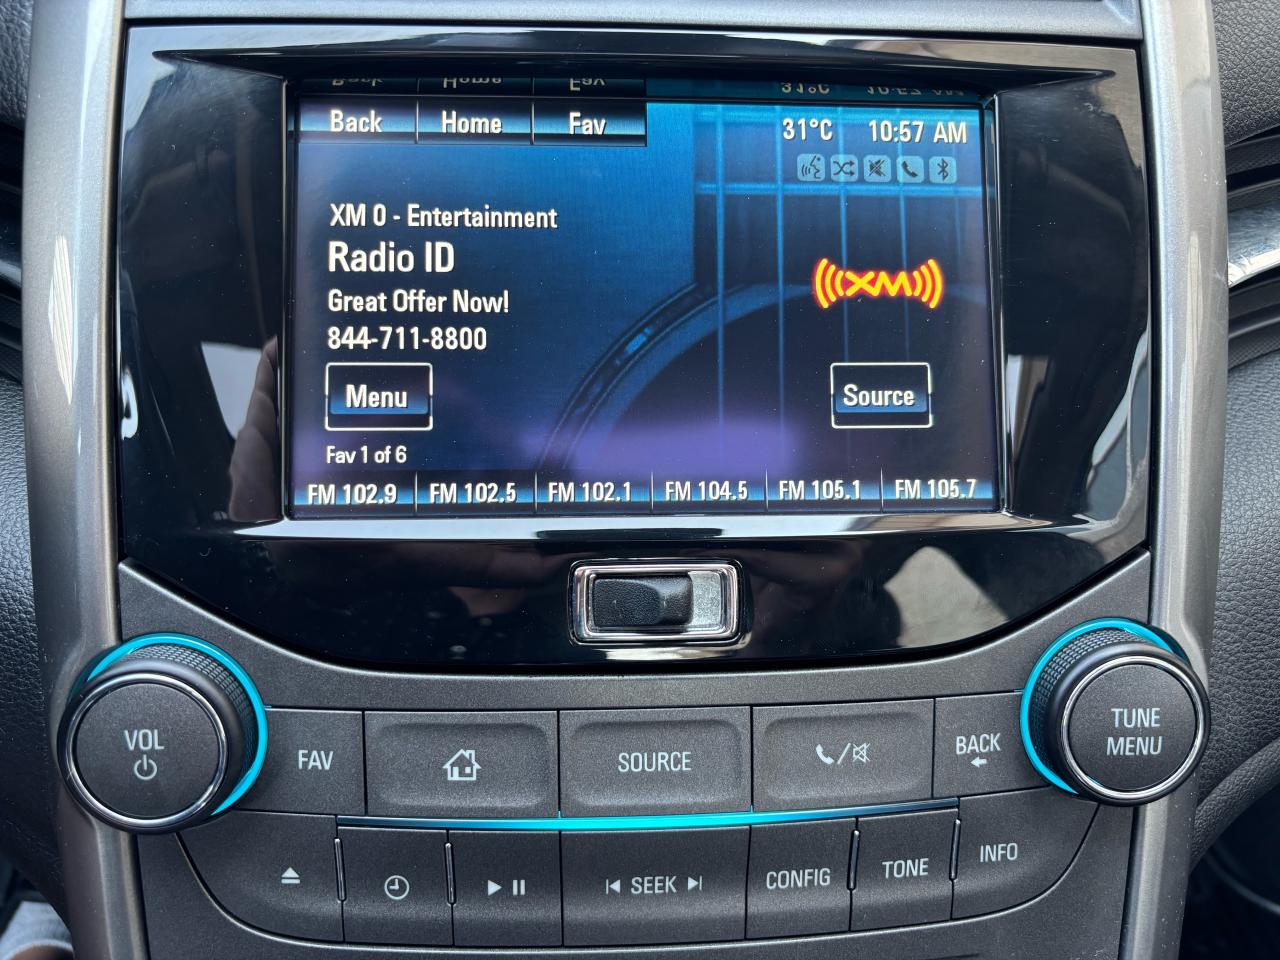 Back Home Fav
31°C 10:57 AM
XM 0 - Entertainment
Radio ID
Great Offer Now!
844-711-8800
XM
Menu
Source
Fav 1 of 6
FM 102.9 FM 102.5 FM 102.1 FM 104.5 FM 105.1 FM 105.7
VOL
FAV
SOURCE
BACK
TUNE
MENU
SEEK
CONFIG
TONE
INFO